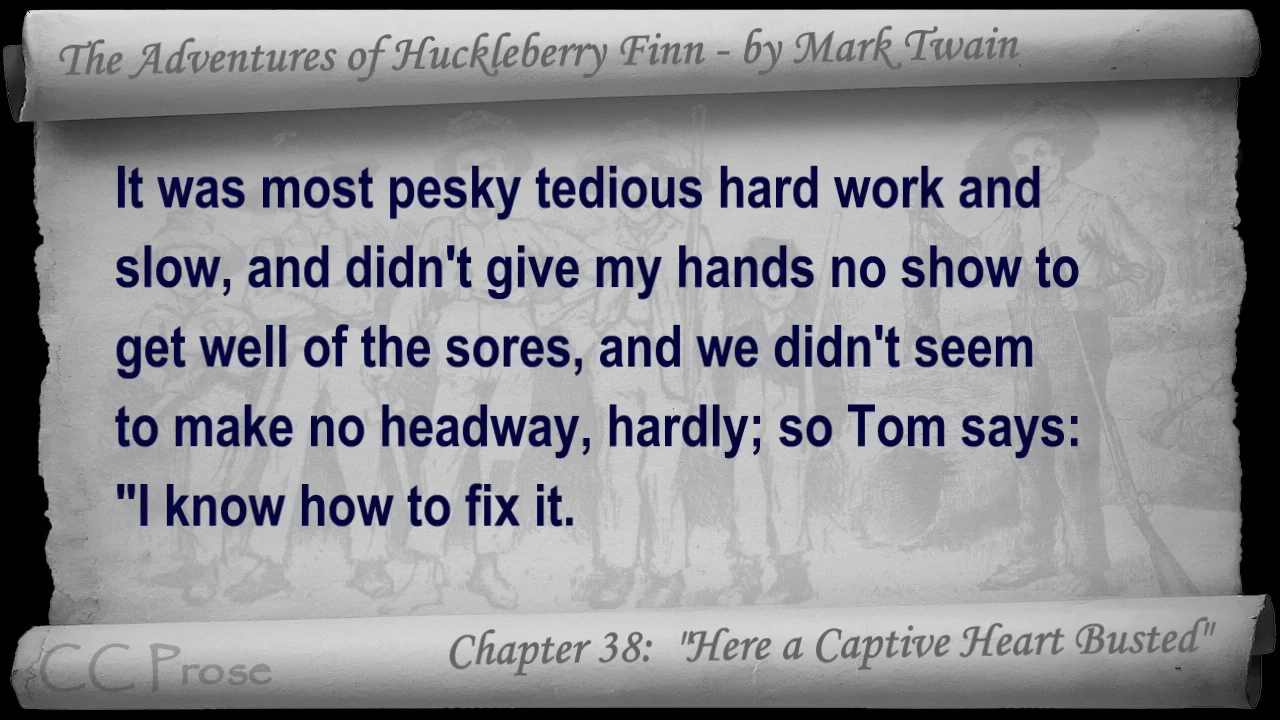 The Adventures of Huckleberry Finn - by Mark Twain
It was most pesky tedious hard work and
slow, and didn't give my hands no show to
get well of the sores, and we didn't seem
to make no headway, hardly; so Tom says:
"I know how to fix it.
Chapter 38: "Here a Captive Heart Busted"
CC Prose